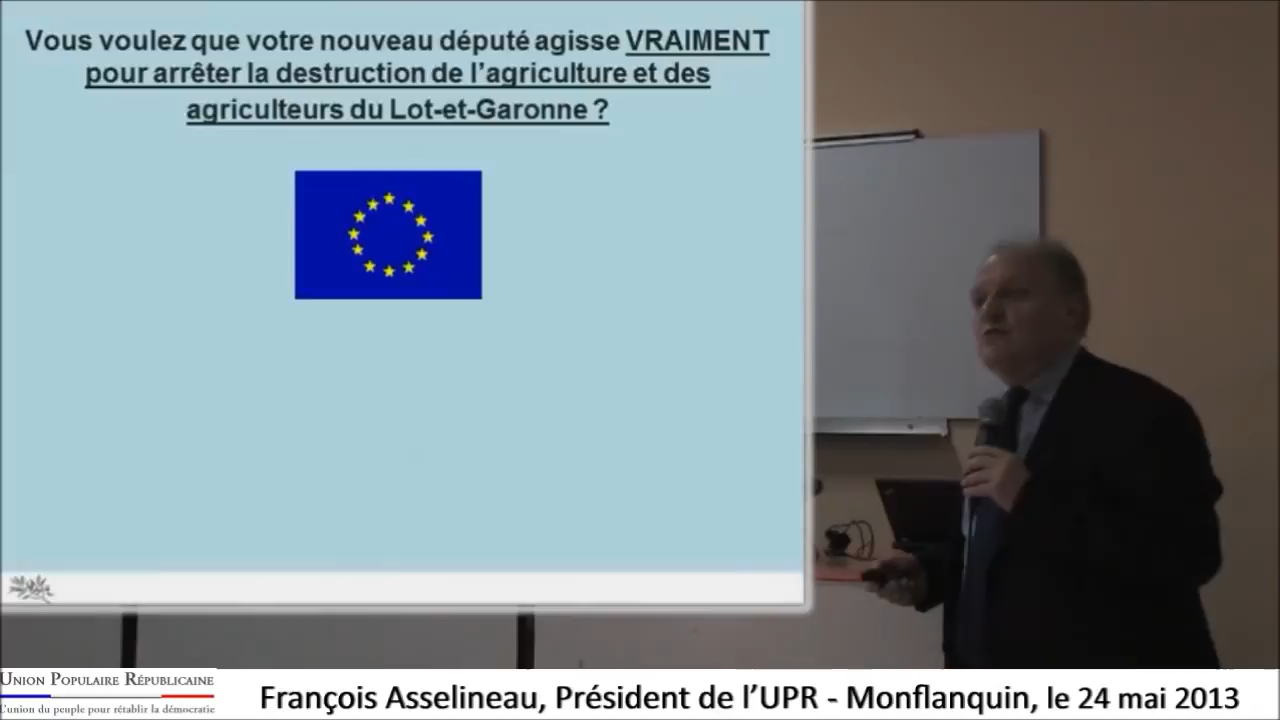 Vous voulez que votre nouveau député agisse VRAIMENT
pour arrêter la destruction de l'agriculture et des
agriculteurs du Lot-et-Garonne ?
UNION POPULAIRE RÉPUBLICAINE
L'union du peuple pour rétablir la démocratie
François Asselineau, Président de l'UPR - Monflanquin, le 24 mai 2013